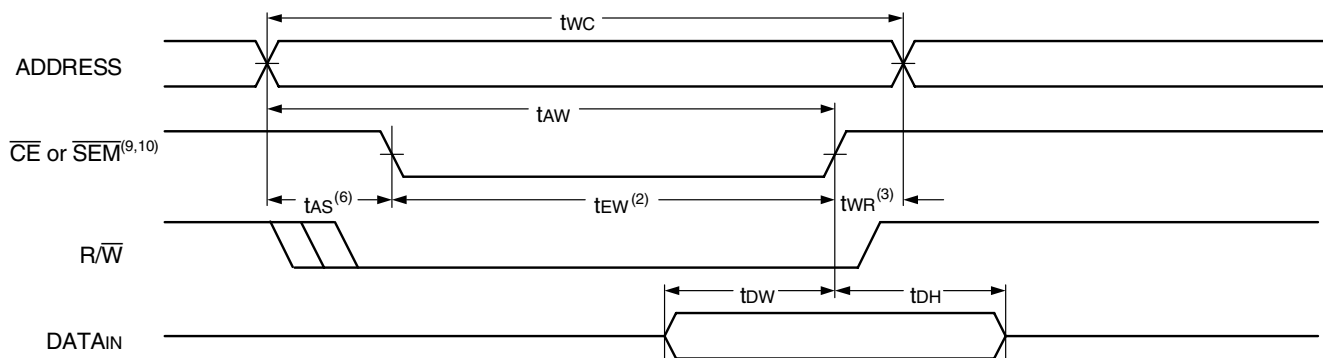 tWC
ADDRESS
tAW
CE or SEM(9,10)
tAS(6)
tEW(2)
tWR(3)
R/W
tDW
tDH
DATAIN